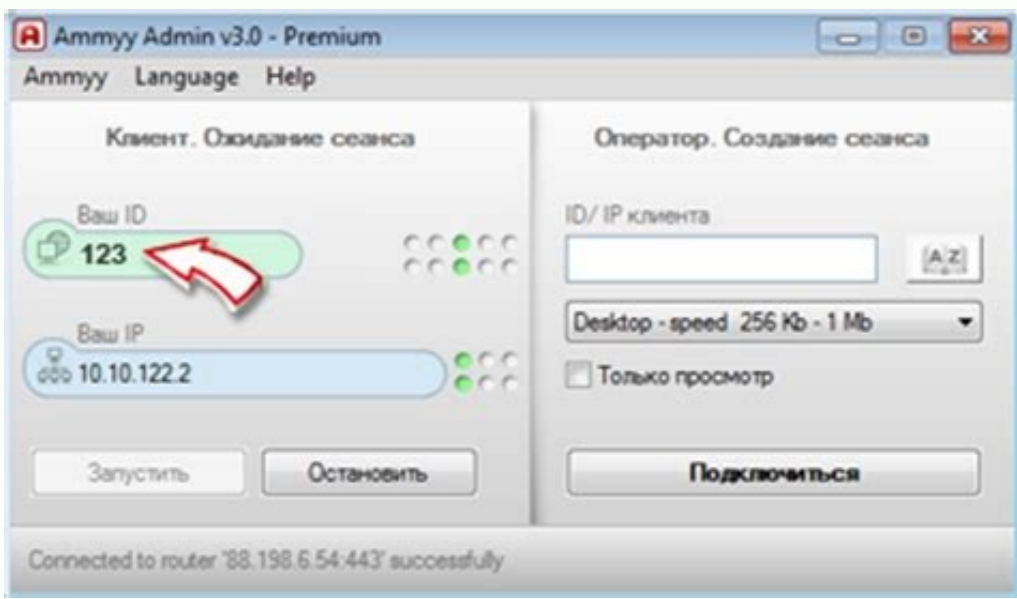 Ammyy Admin v3.0 - Premium
Ammyy Language Help
Клиент. Ожидание сеанса
Ваш ID
123
Ваш IP
10.10.122.2
Запустить
Остановить
Оператор. Создание сеанса
ID/ IP клиента
A Z
Desktop - speed 256 Kb - 1 Mb
Только просмотр
Подключиться
Connected to router '88.198.6.54:443' successfully